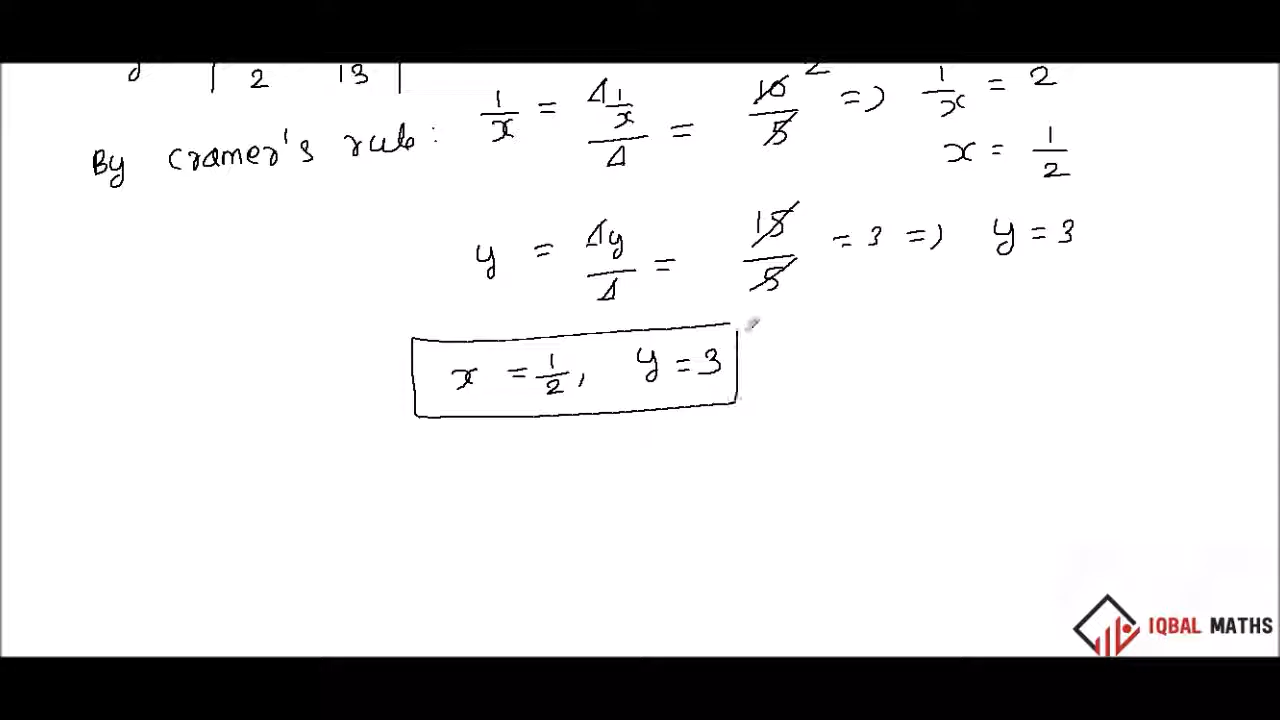 y | 2 13 |
By Cramer's rule: 1/x = Δ1/x / Δ = 10/5 2 => 1/x = 2
x = 1/2
y = Δy/Δ = 15/5 = 3 => y = 3
x = 1/2, y = 3
IQBAL MATHS